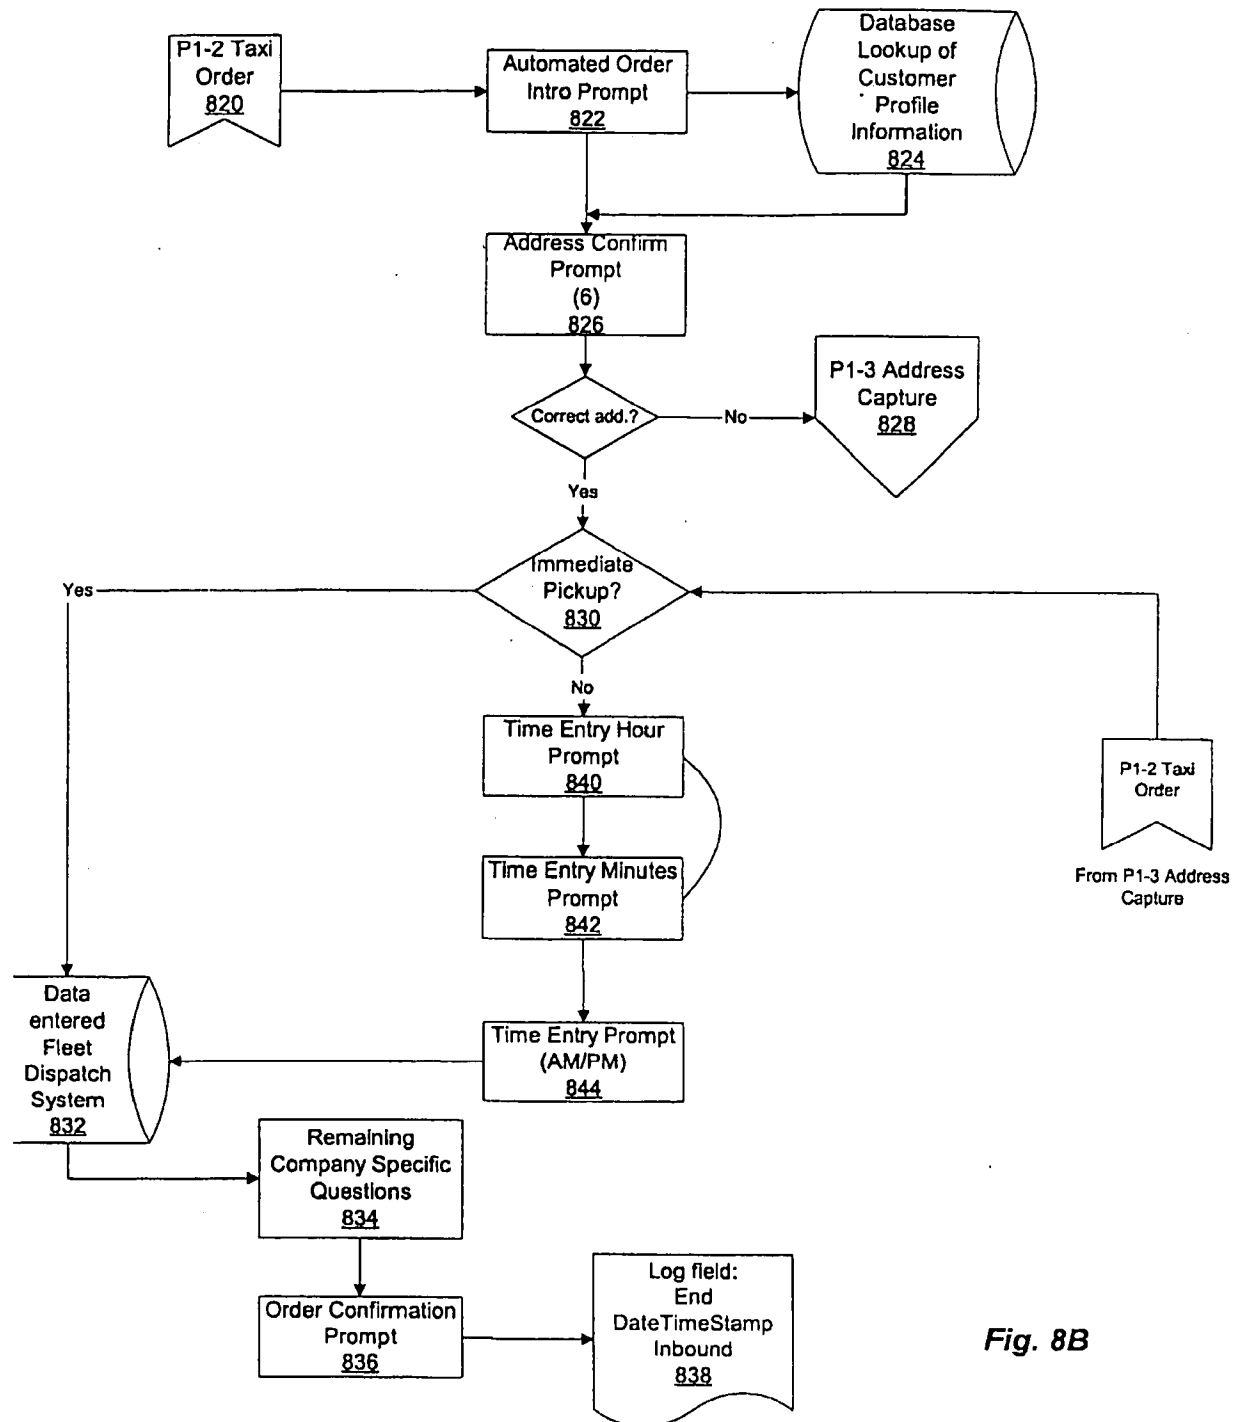 P1-2 Taxi
Order
820
Automated Order
Intro Prompt
822
Database
Lookup of
Customer
Profile
Information
824
Address Confirm
Prompt
(6)
826
Correct add.?
No
P1-3 Address
Capture
828
Yes
Immediate
Pickup?
830
Yes
No
Time Entry Hour
Prompt
840
P1-2 Taxi
Order
From P1-3 Address
Capture
Time Entry Minutes
Prompt
842
Data
entered
Fleet
Dispatch
System
832
Time Entry Prompt
(AM/PM)
844
Remaining
Company Specific
Questions
834
Order Confirmation
Prompt
836
Log field:
End
DateTimeStamp
Inbound
838
Fig. 8B